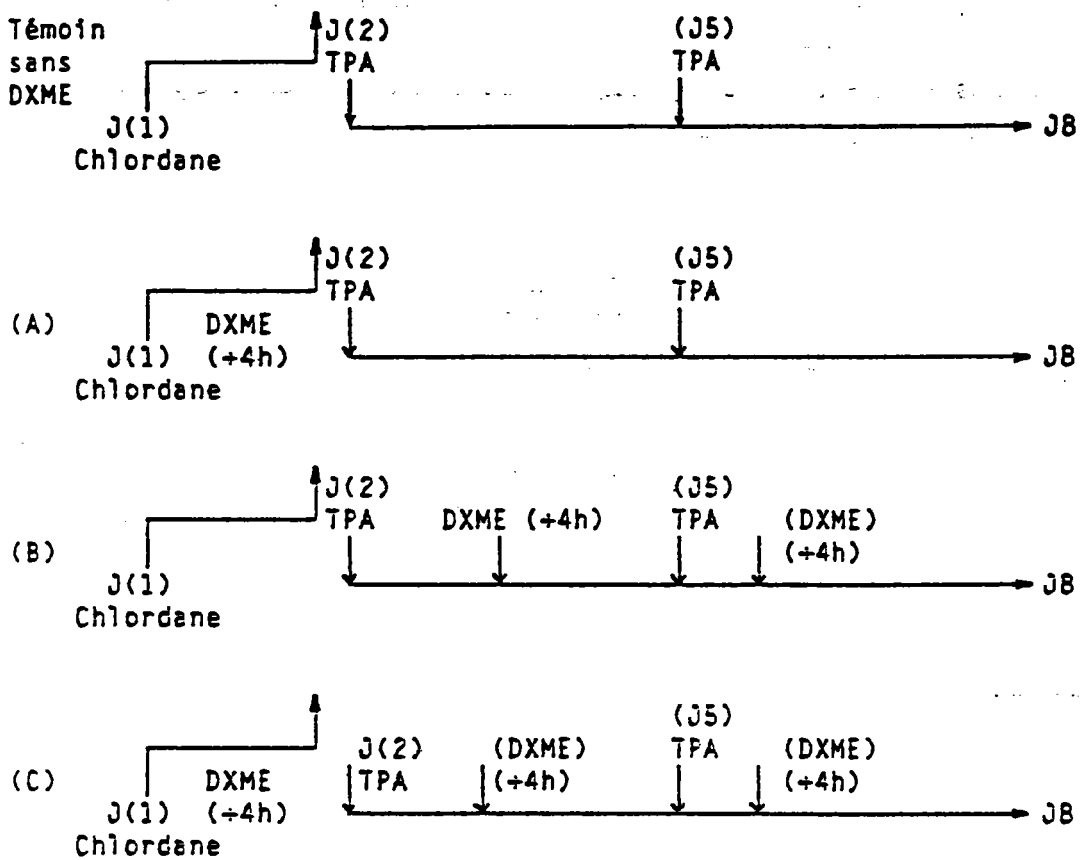 Témoin
sans
DXME
J(2)
TPA
(J5)
TPA
J(1)
Chlordane
J8
(A)
J(2)
TPA
(J5)
TPA
DXME
(÷4h)
J(1)
Chlordane
J8
(B)
J(2)
TPA
DXME (÷4h)
(J5)
TPA
(DXME)
(÷4h)
J(1)
Chlordane
J8
(C)
J(2)
TPA
(DXME)
(÷4h)
(J5)
TPA
(DXME)
(÷4h)
DXME
(÷4h)
J(1)
Chlordane
J8